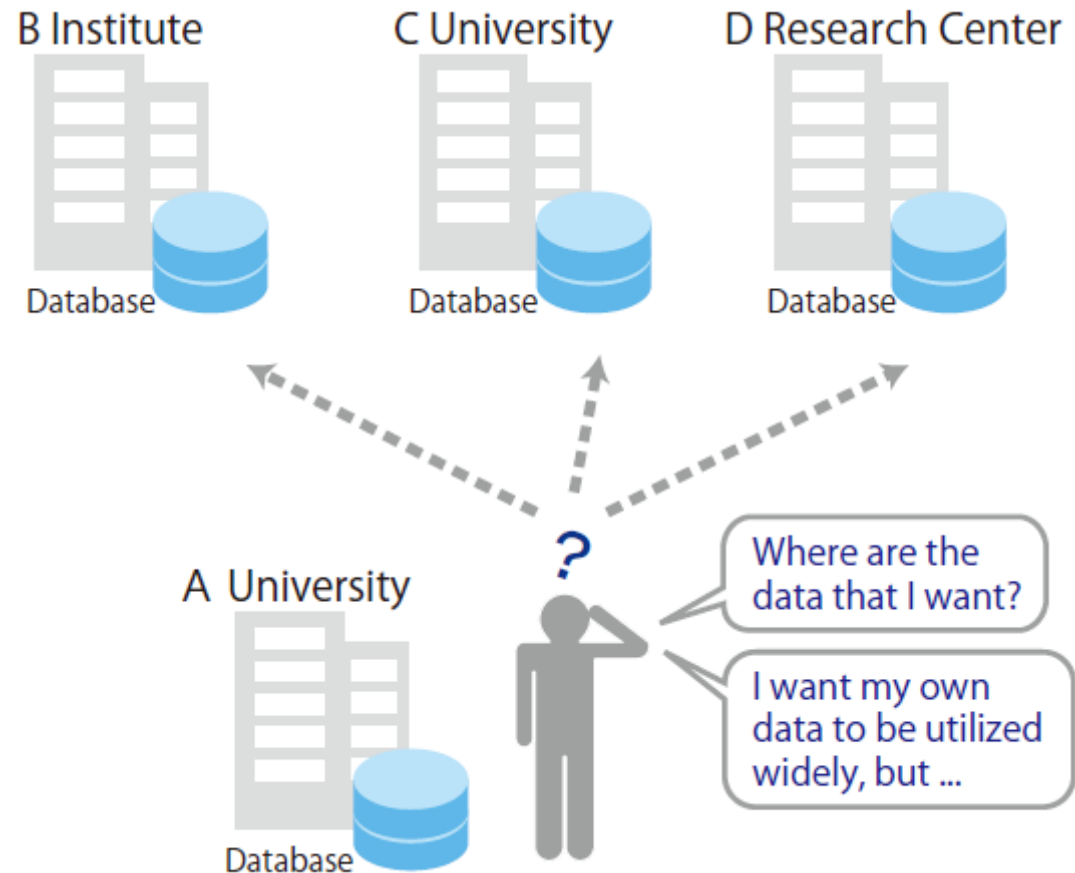 B Institute
C University
D Research Center
Database
Database
Database
?
Where are the
data that I want?
A University
I want my own
data to be utilized
widely, but ...
Database